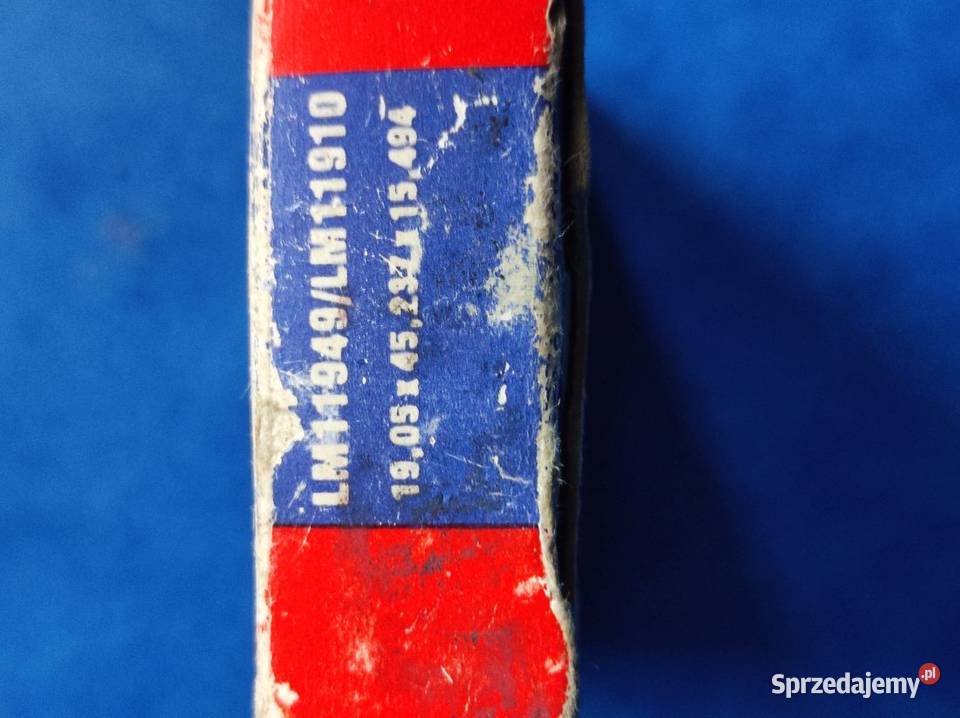 LM11949/LM11910
19,05 x 45,237 x 15,494
Sprzedajemy.pl